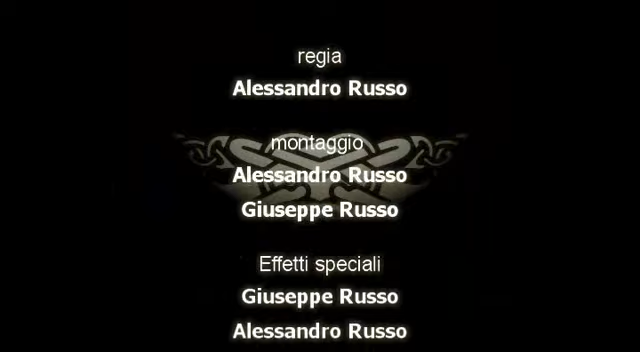 regia
Alessandro Russo
montaggio
Alessandro Russo
Giuseppe Russo
Effetti speciali
Giuseppe Russo
Alessandro Russo